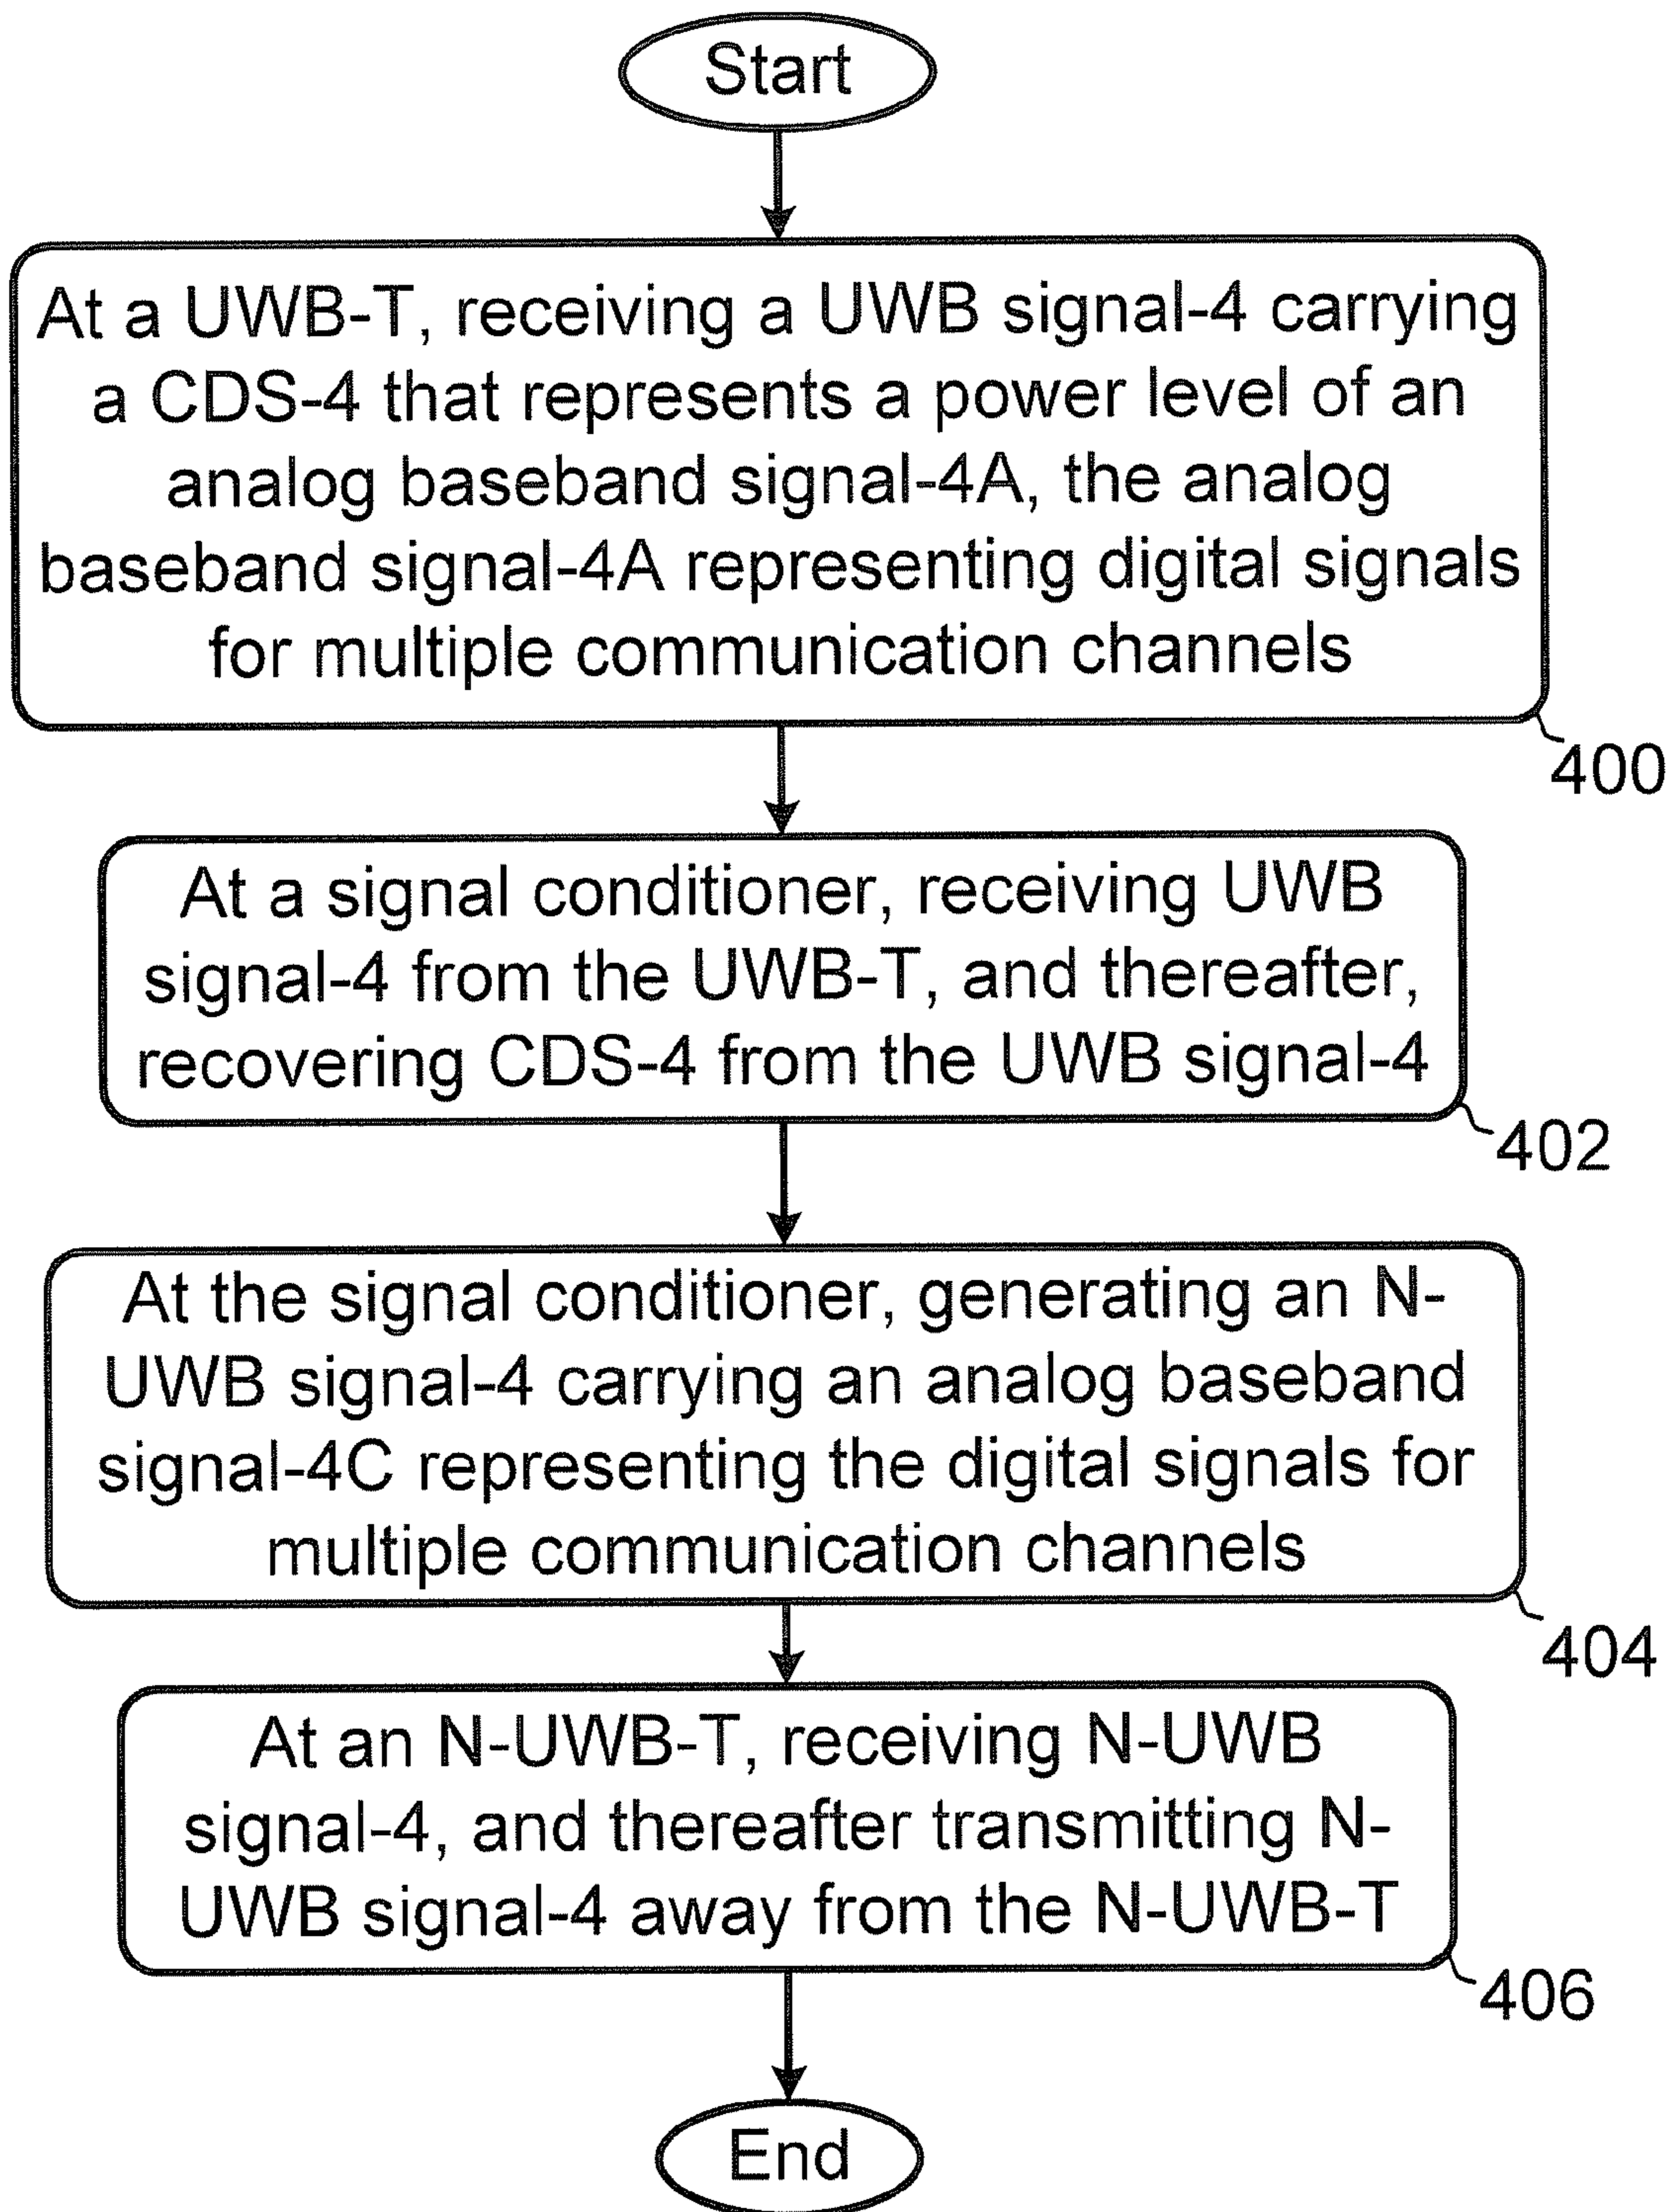 Start
At a UWB-T, receiving a UWB signal-4 carrying
a CDS-4 that represents a power level of an
analog baseband signal-4A, the analog
baseband signal-4A representing digital signals
for multiple communication channels
400
At a signal conditioner, receiving UWB
signal-4 from the UWB-T, and thereafter,
recovering CDS-4 from the UWB signal-4
402
At the signal conditioner, generating an N-
UWB signal-4 carrying an analog baseband
signal-4C representing the digital signals for
multiple communication channels
404
At an N-UWB-T, receiving N-UWB
signal-4, and thereafter transmitting N-
UWB signal-4 away from the N-UWB-T
406
End